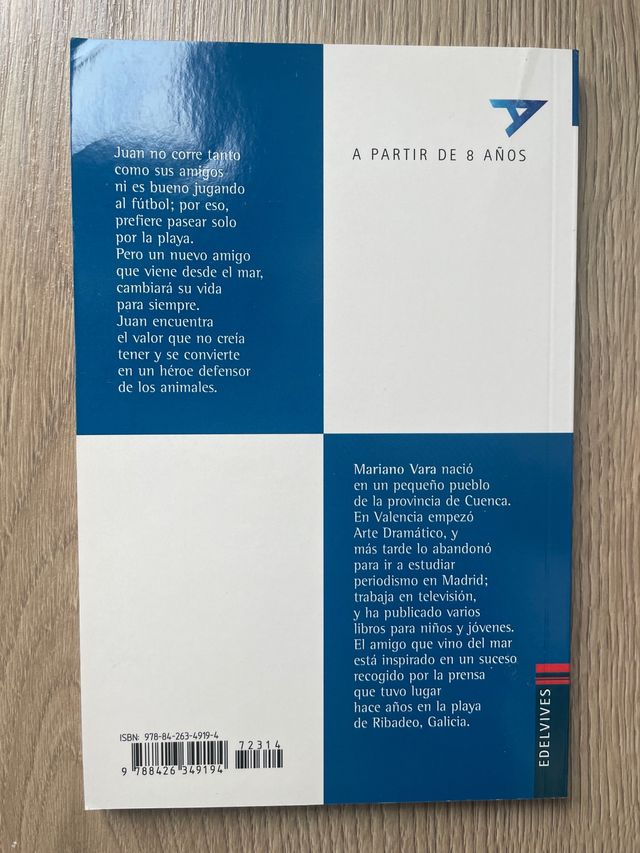 Juan no corre tanto
como sus amigos
ni es bueno jugando
al fútbol; por eso,
prefiere pasear solo
por la playa.
Pero un nuevo amigo
que viene desde el mar,
cambiará su vida
para siempre.
Juan encuentra
el valor que no creía
tener y se convierte
en un héroe defensor
de los animales.
A PARTIR DE 8 AÑOS
Mariano Vara nació
en un pequeño pueblo
de la provincia de Cuenca.
En Valencia empezó
Arte Dramático, y
más tarde lo abandonó
para ir a estudiar
periodismo en Madrid;
trabaja en televisión,
y ha publicado varios
libros para niños y jóvenes.
El amigo que vino del mar
está inspirado en un suceso
recogido por la prensa
que tuvo lugar
hace años en la playa
de Ribadeo, Galicia.
ISBN: 978-84-263-4919-4
72314
9 788426 349194
EDELVIVES